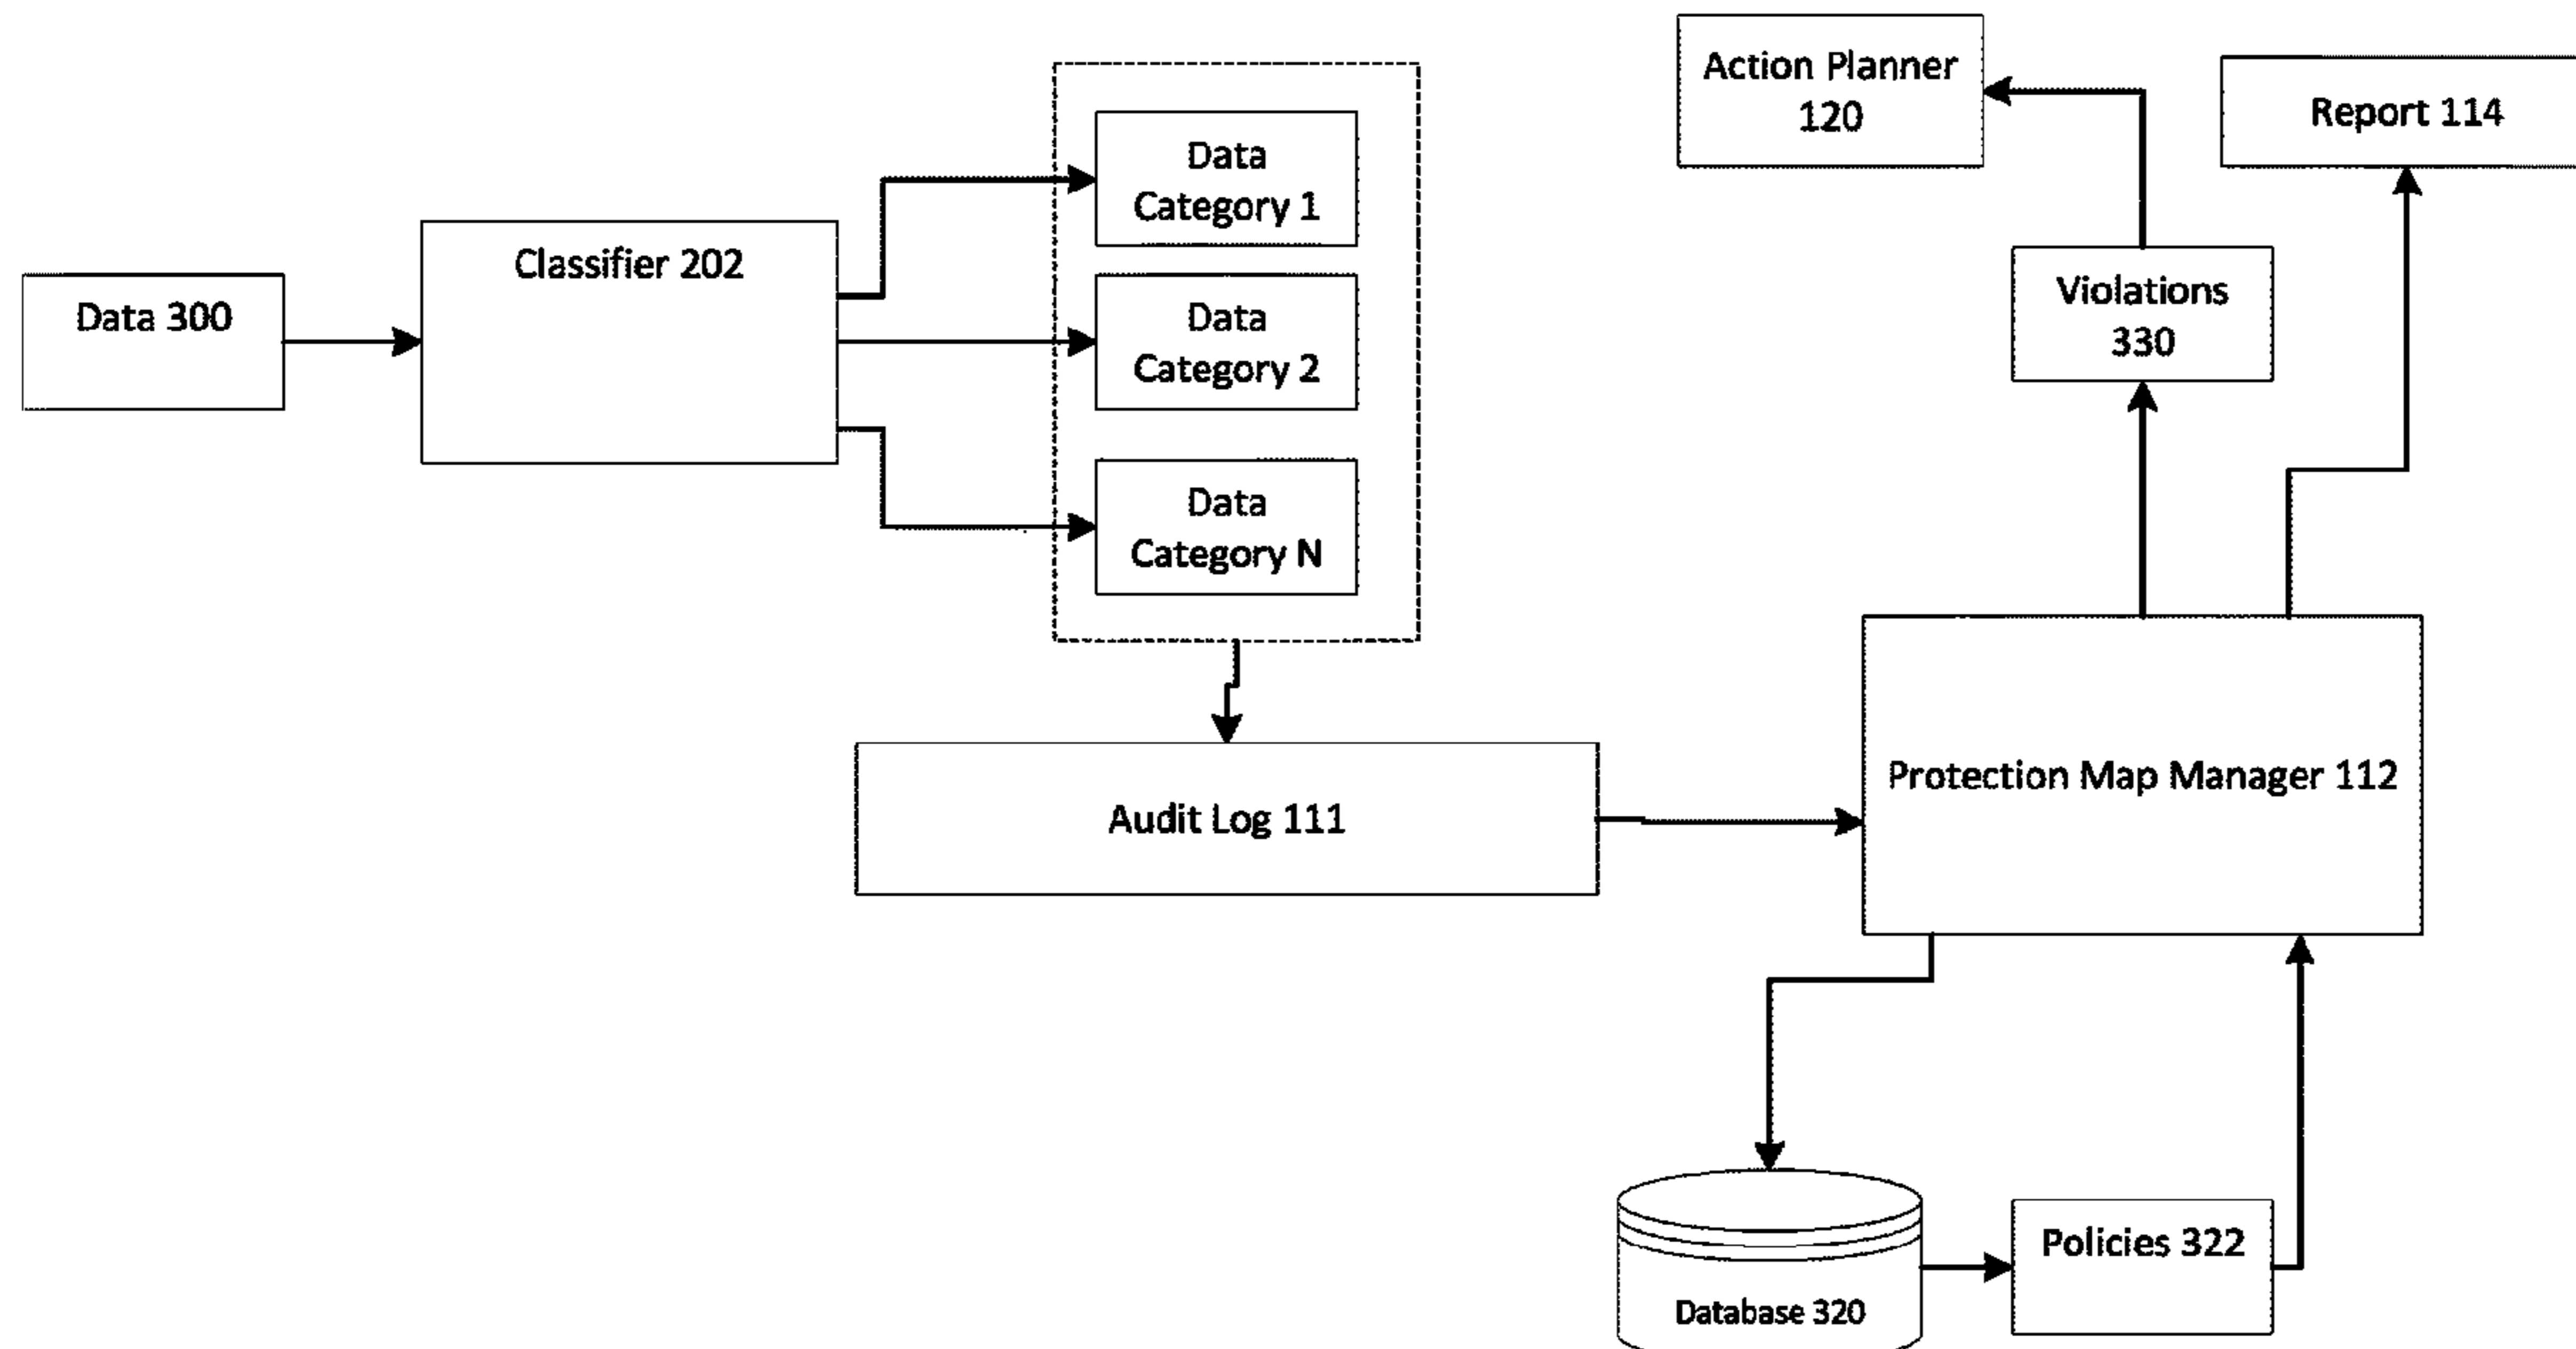 Data 300
Classifier 202
Data
Category 1
Data
Category 2
Data
Category N
Audit Log 111
Action Planner
120
Report 114
Violations
330
Protection Map Manager 112
Database 320
Policies 322